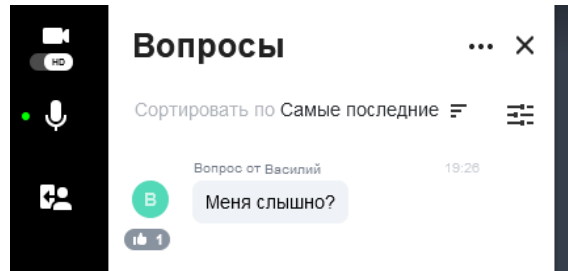 HD
Вопросы
Сортировать по Самые последние
Вопрос от Василий 19:26
В
Меня слышно?
1